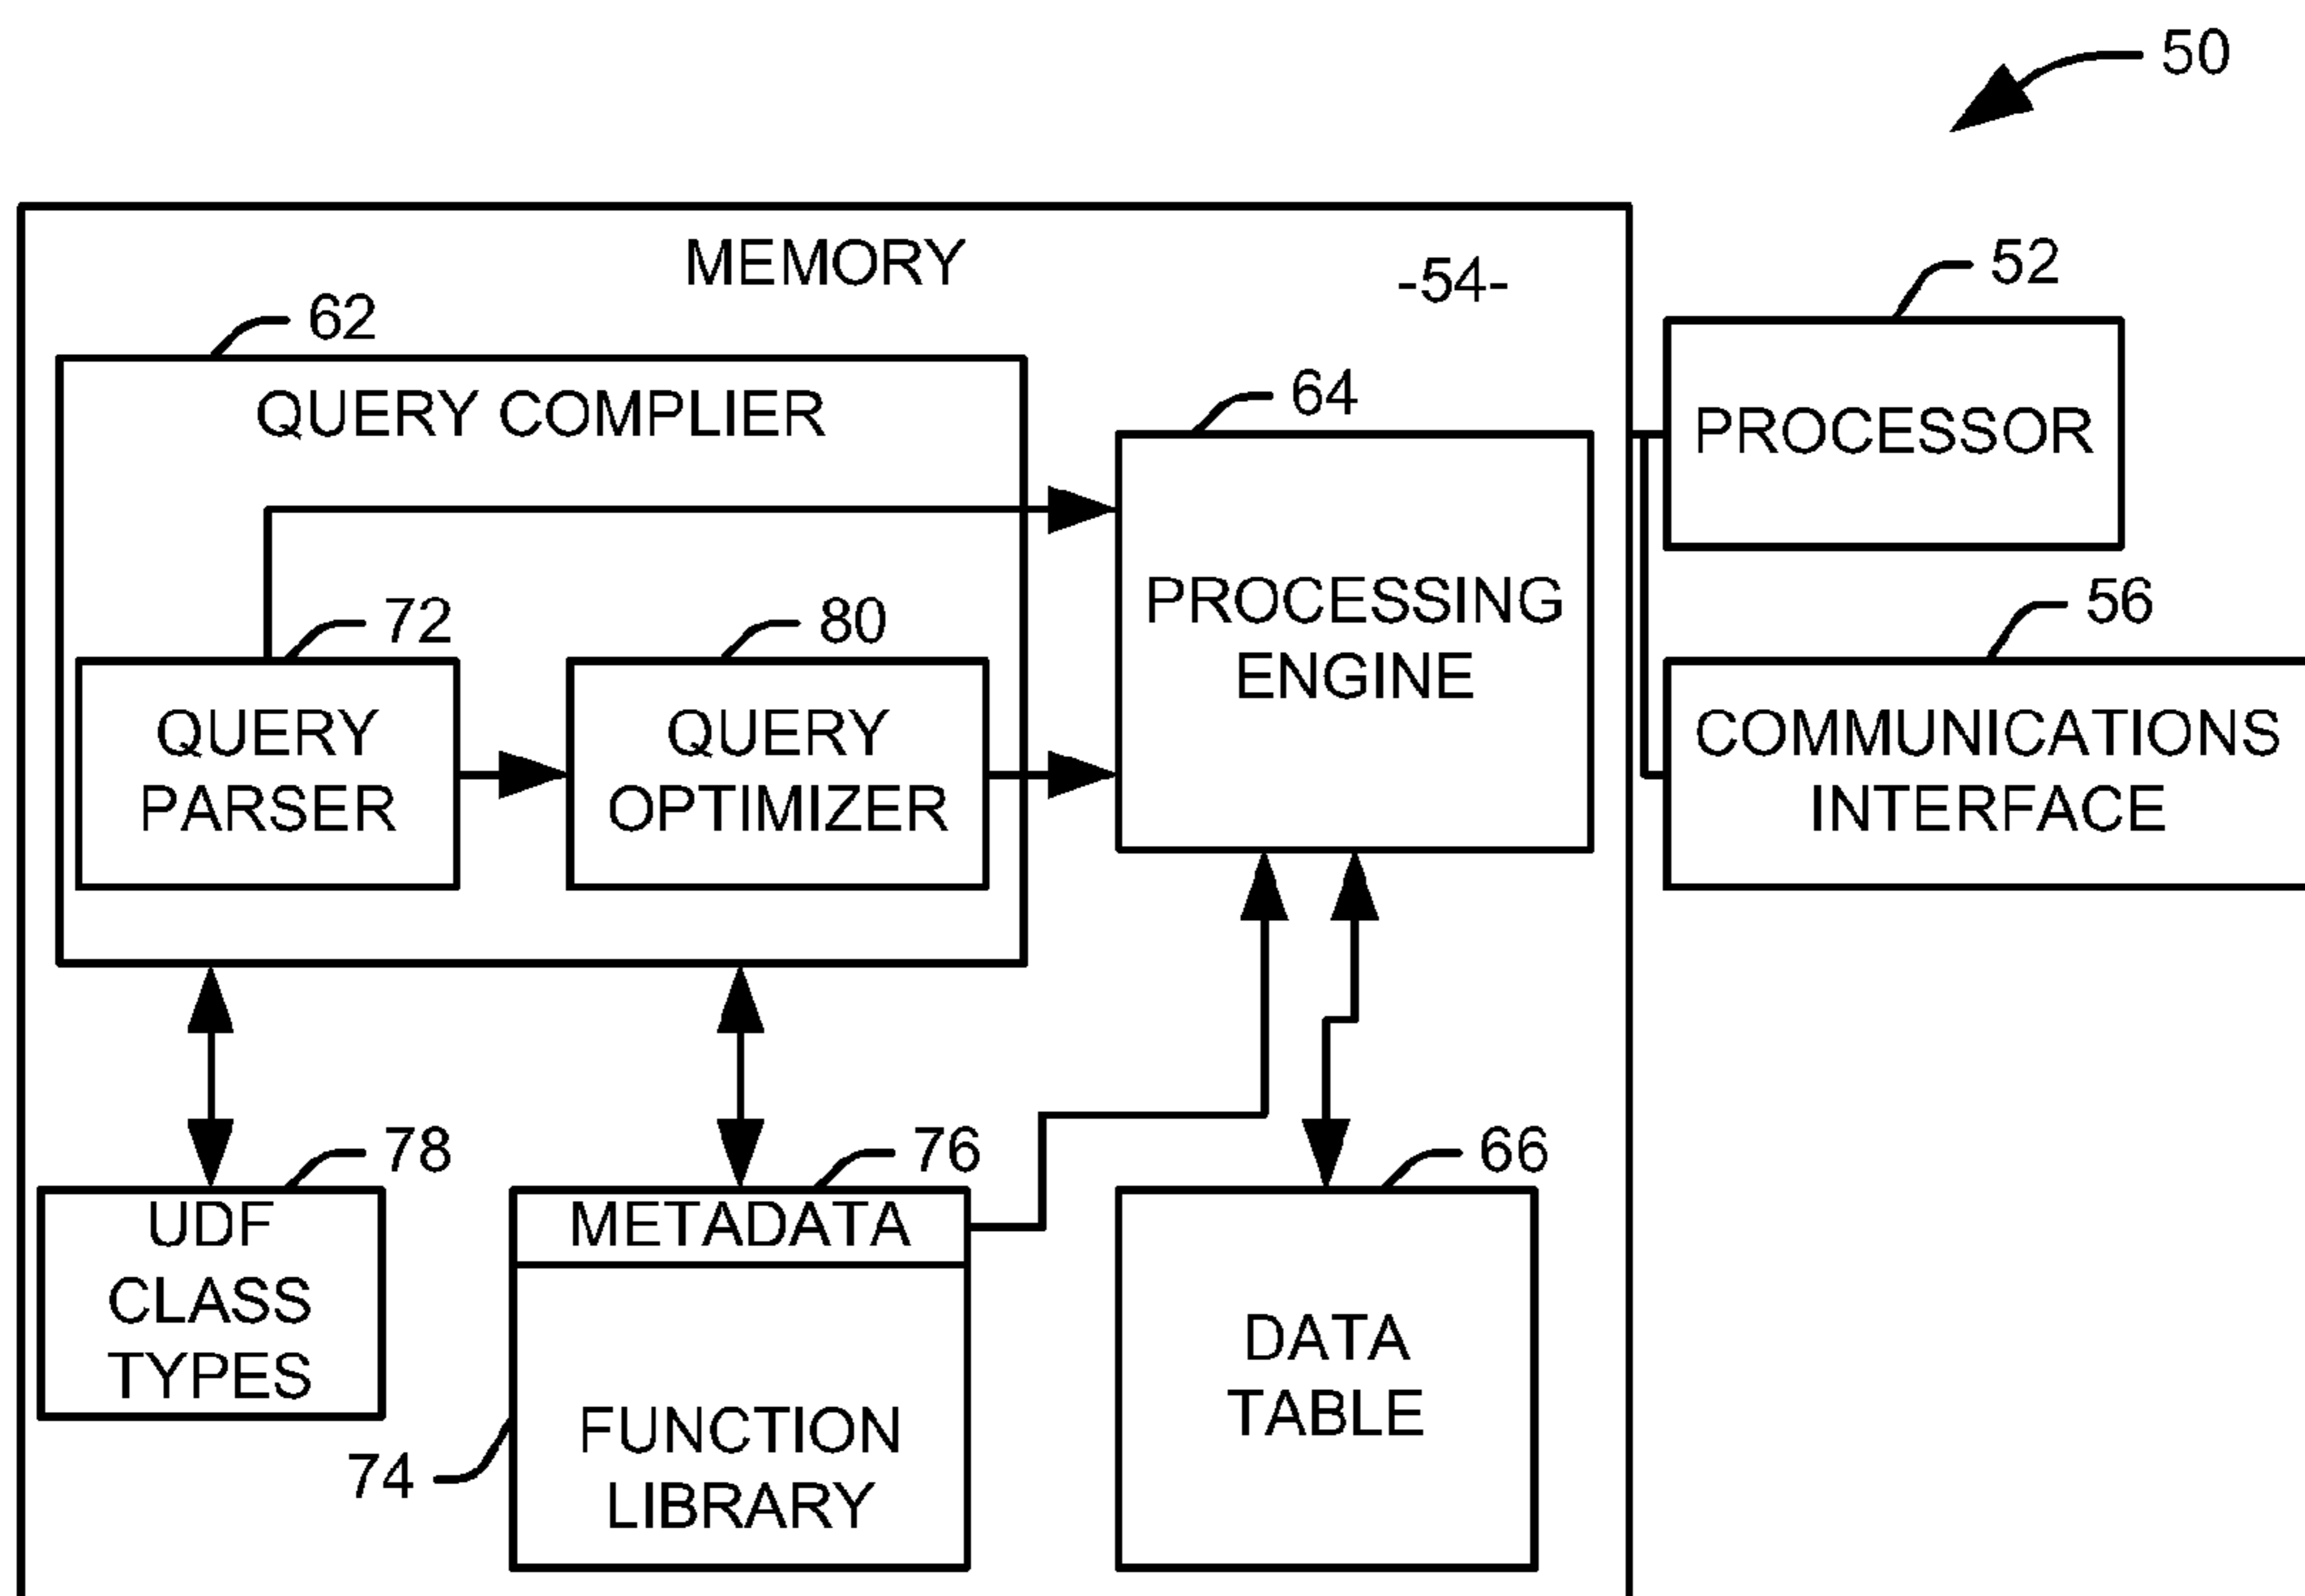 50
MEMORY
-54-
52
62
QUERY COMPLIER
64
PROCESSOR
72
80
PROCESSING
ENGINE
56
QUERY
PARSER
QUERY
OPTIMIZER
COMMUNICATIONS
INTERFACE
78
76
66
UDF
CLASS
TYPES
METADATA
FUNCTION
LIBRARY
74
DATA
TABLE